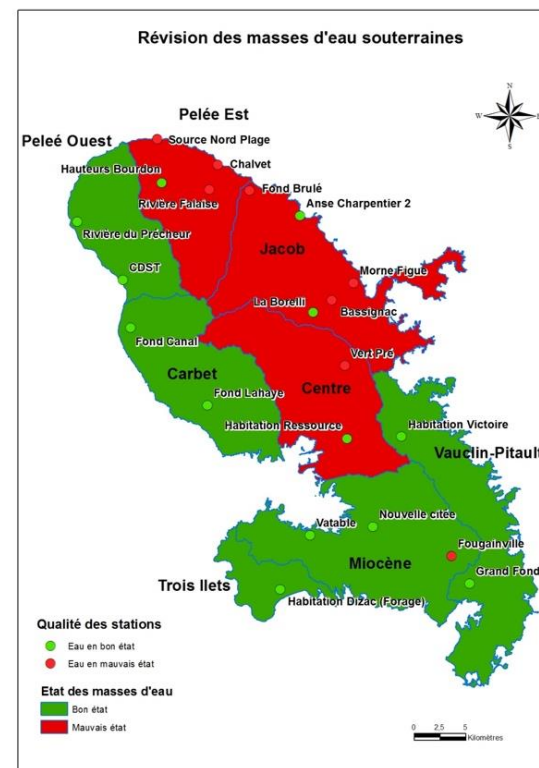 Révision des masses d'eau souterraines
N
W
E
S
Pelée Est
Peleé Ouest
Source Nord Plage
Hauteurs Bourdon
Chalvet
Rivière Falaise
Fond Brulé
Anse Charpentier 2
Rivière du Prêcheur
Jacob
CDST
Morne Figue
La Borelli
Bassignac
Fond Canal
Vert Pré
Carbet
Centre
Fond Lahaye
Habitation Ressource
Habitation Victoire
Vauclin-Pitault
Vatable
Nouvelle citée
Fougainville
Miocène
Grand Fond
Trois Ilets
Habitation Dizac (Forage)
Qualité des stations
Eau en bon état
Eau en mauvais état
Etat des masses d'eau
Bon état
Mauvais état
0 2,5 5
Kilomètres